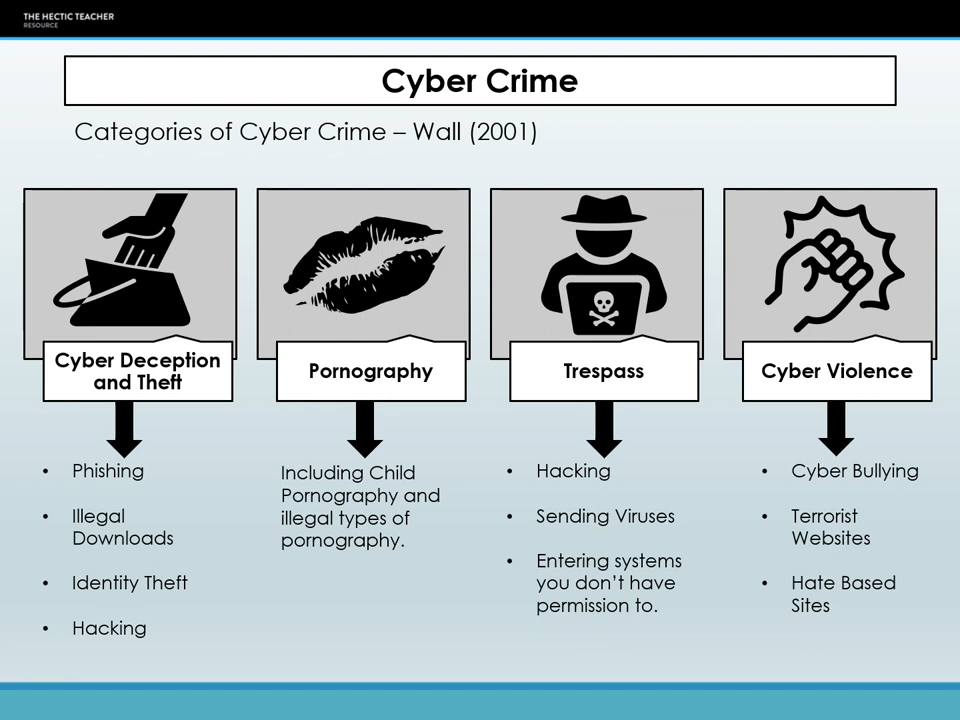 THE HECTIC TEACHER
RESOURCE
Cyber Crime
Categories of Cyber Crime – Wall (2001)
Cyber Deception
and Theft
• Phishing
• Illegal
Downloads
• Identity Theft
• Hacking
Pornography
Including Child
Pornography and
illegal types of
pornography.
Trespass
• Hacking
• Sending Viruses
• Entering systems
you don’t have
permission to.
Cyber Violence
• Cyber Bullying
• Terrorist
Websites
• Hate Based
Sites